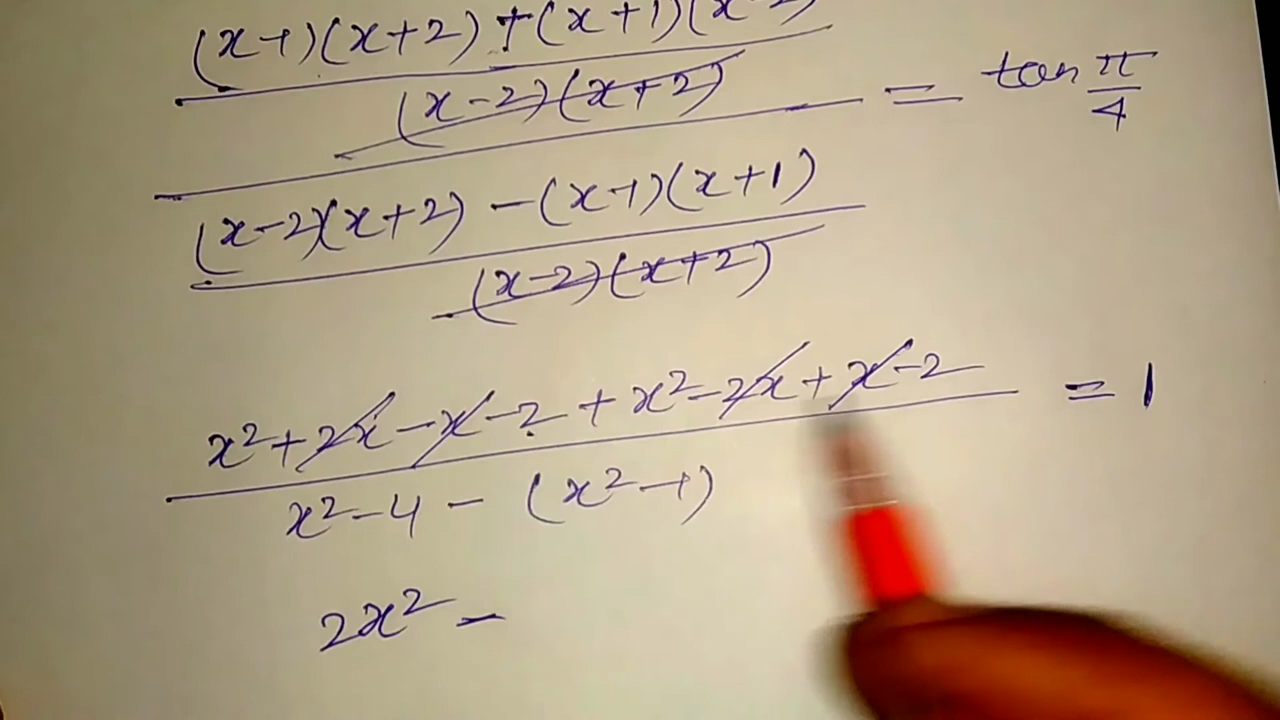 (x-1)(x+2) + (x+1)(x-2)
(x-2)(x+2)
= tan π/4
(x-2)(x+2) - (x-1)(x+1)
(x-2)(x+2)
x² + 2x - x - 2 + x² - 2x + x - 2 = 1
x² - 4 - (x² - 1)
2x² -